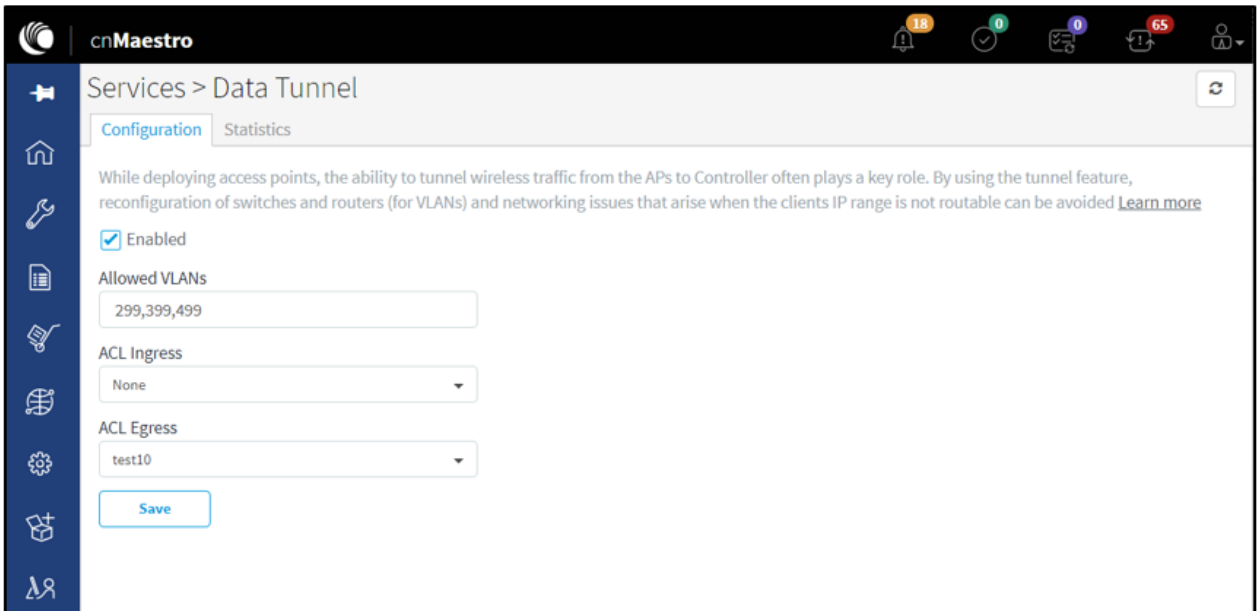 cnMaestro
18
0
0
65
Services > Data Tunnel
Configuration
Statistics
While deploying access points, the ability to tunnel wireless traffic from the APs to Controller often plays a key role. By using the tunnel feature,
reconfiguration of switches and routers (for VLANs) and networking issues that arise when the clients IP range is not routable can be avoided Learn more
Enabled
Allowed VLANs
299,399,499
ACL Ingress
None
ACL Egress
test10
Save